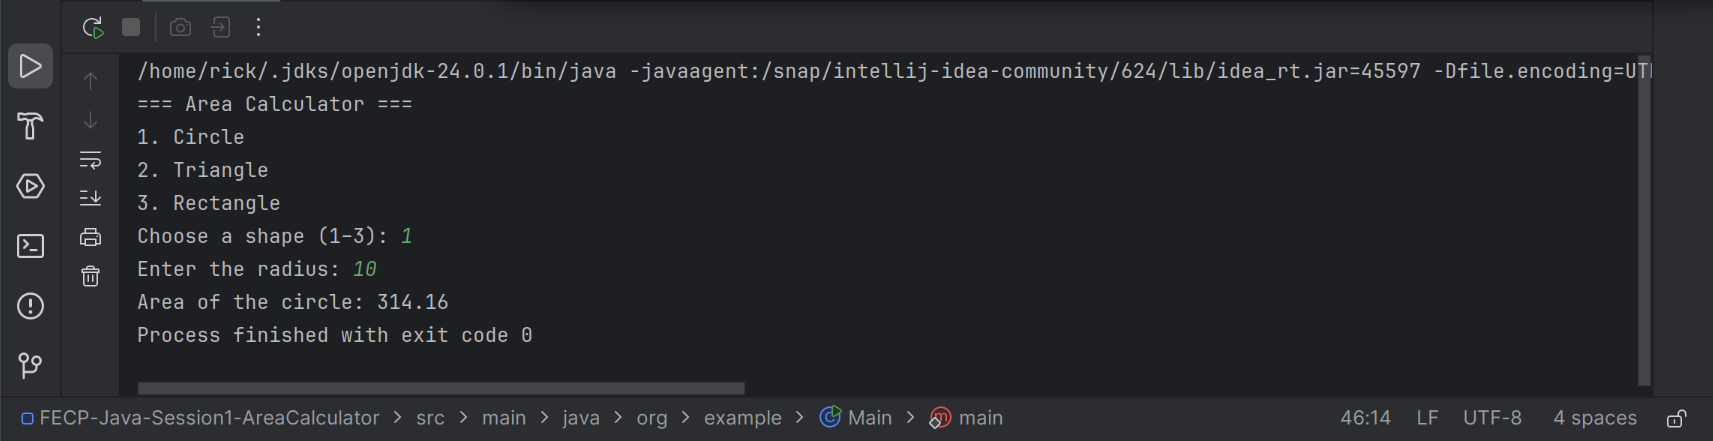 /home/rick/.jdks/openjdk-24.0.1/bin/java -javaagent:/snap/intellij-idea-community/624/lib/idea_rt.jar=45597 -Dfile.encoding=UT
=== Area Calculator ===
1. Circle
2. Triangle
3. Rectangle
Choose a shape (1-3): 1
Enter the radius: 10
Area of the circle: 314.16
Process finished with exit code 0
FECP-Java-Session1-AreaCalculator > src > main > java > org > example > Main > main 46:14 LF UTF-8 4 spaces